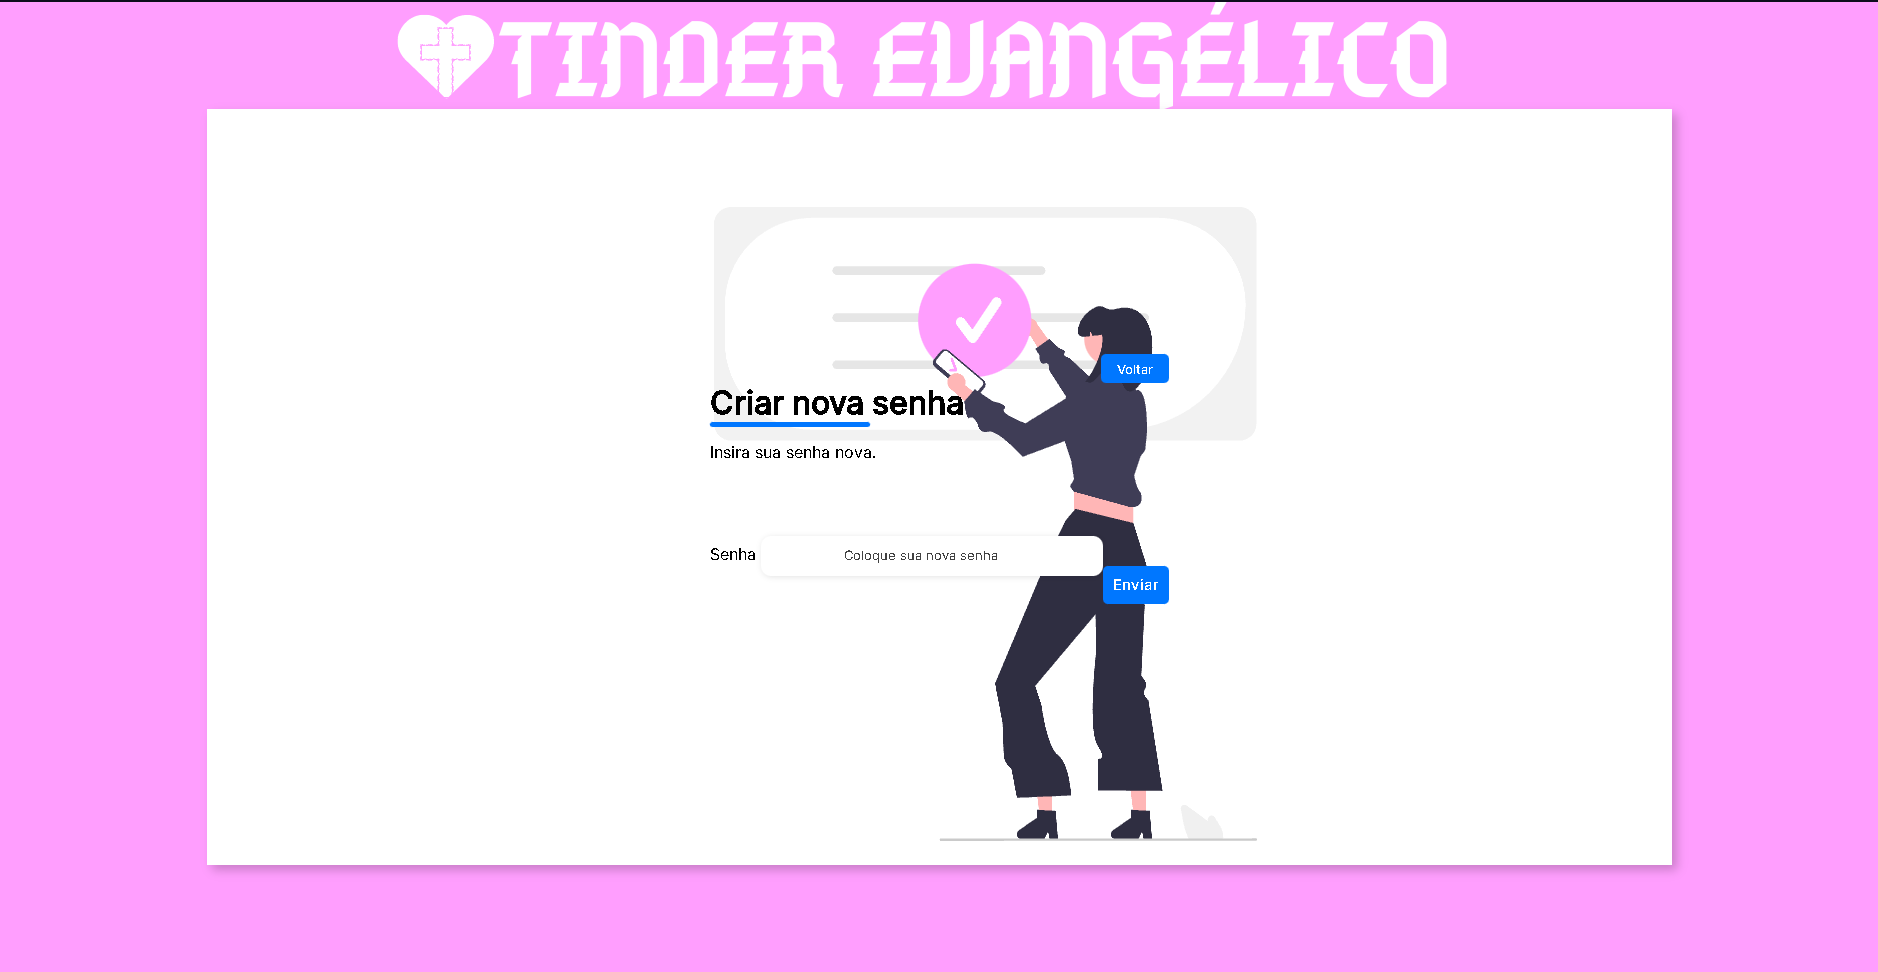 TINDER EVANGÉLICO
Voltar
Criar nova senha
Insira sua senha nova.
Senha Coloque sua nova senha
Enviar